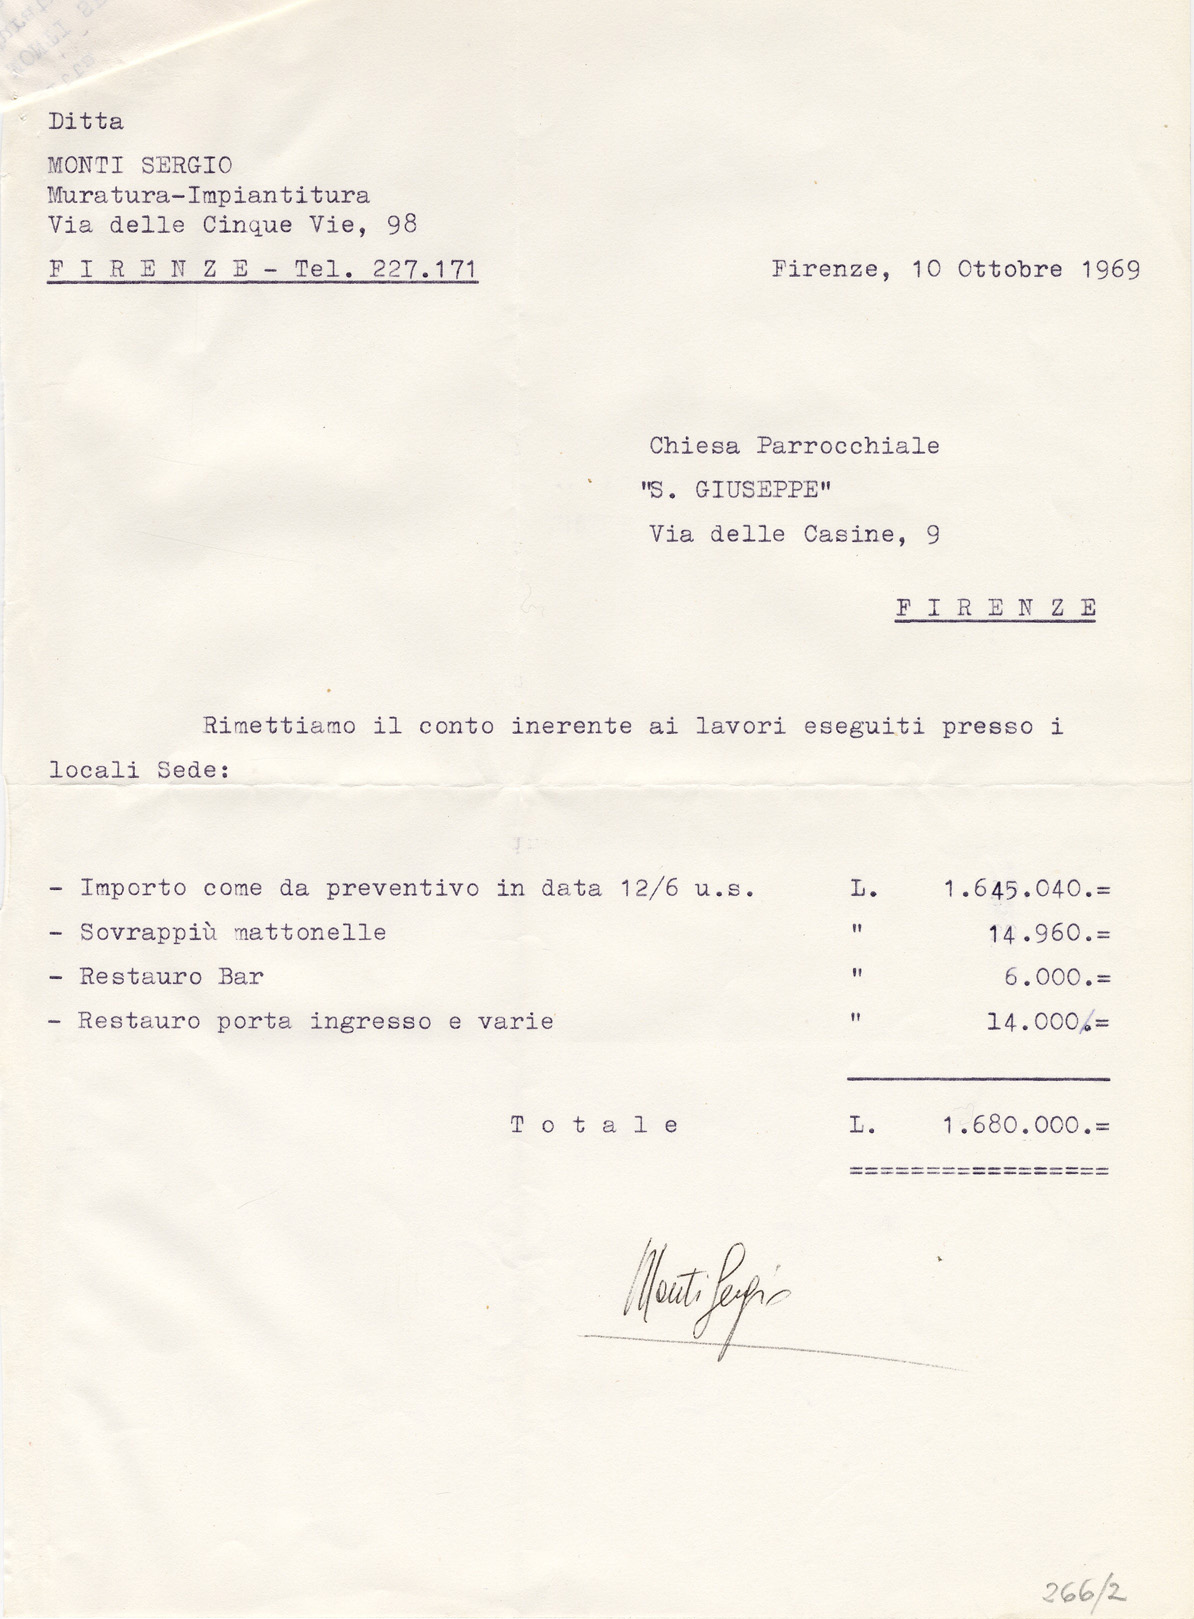 Ditta
MONTI SERGIO
Muratura-Impiantitura
Via delle Cinque Vie, 98
F I R E N Z E - Tel. 227.171
Firenze, 10 Ottobre 1969
Chiesa Parrocchiale
"S. GIUSEPPE"
Via delle Casine, 9
F I R E N Z E
Rimettiamo il conto inerente ai lavori eseguiti presso i
locali Sede:
- Importo come da preventivo in data 12/6 u.s. L. 1.645.040.=
- Sovrappiù mattonelle " 14.960.=
- Restauro Bar " 6.000.=
- Restauro porta ingresso e varie " 14.000.=
T o t a l e L. 1.680.000.=
=================
Monti Sergio
266/2